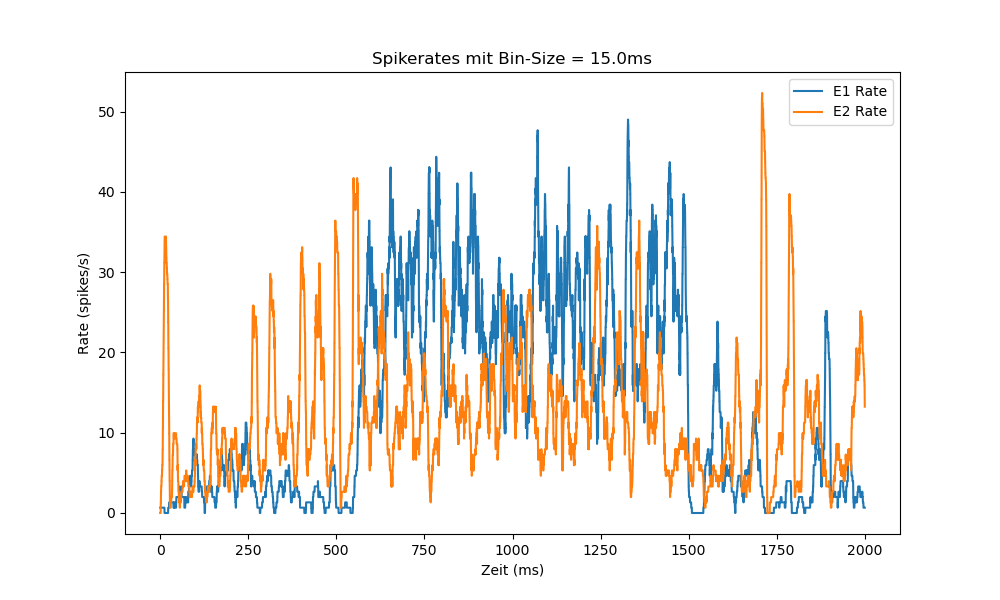 Spikerates mit Bin-Size = 15.0ms
E1 Rate
E2 Rate
50
40
30
20
10
0
Rate (spikes/s)
0 250 500 750 1000 1250 1500 1750 2000
Zeit (ms)